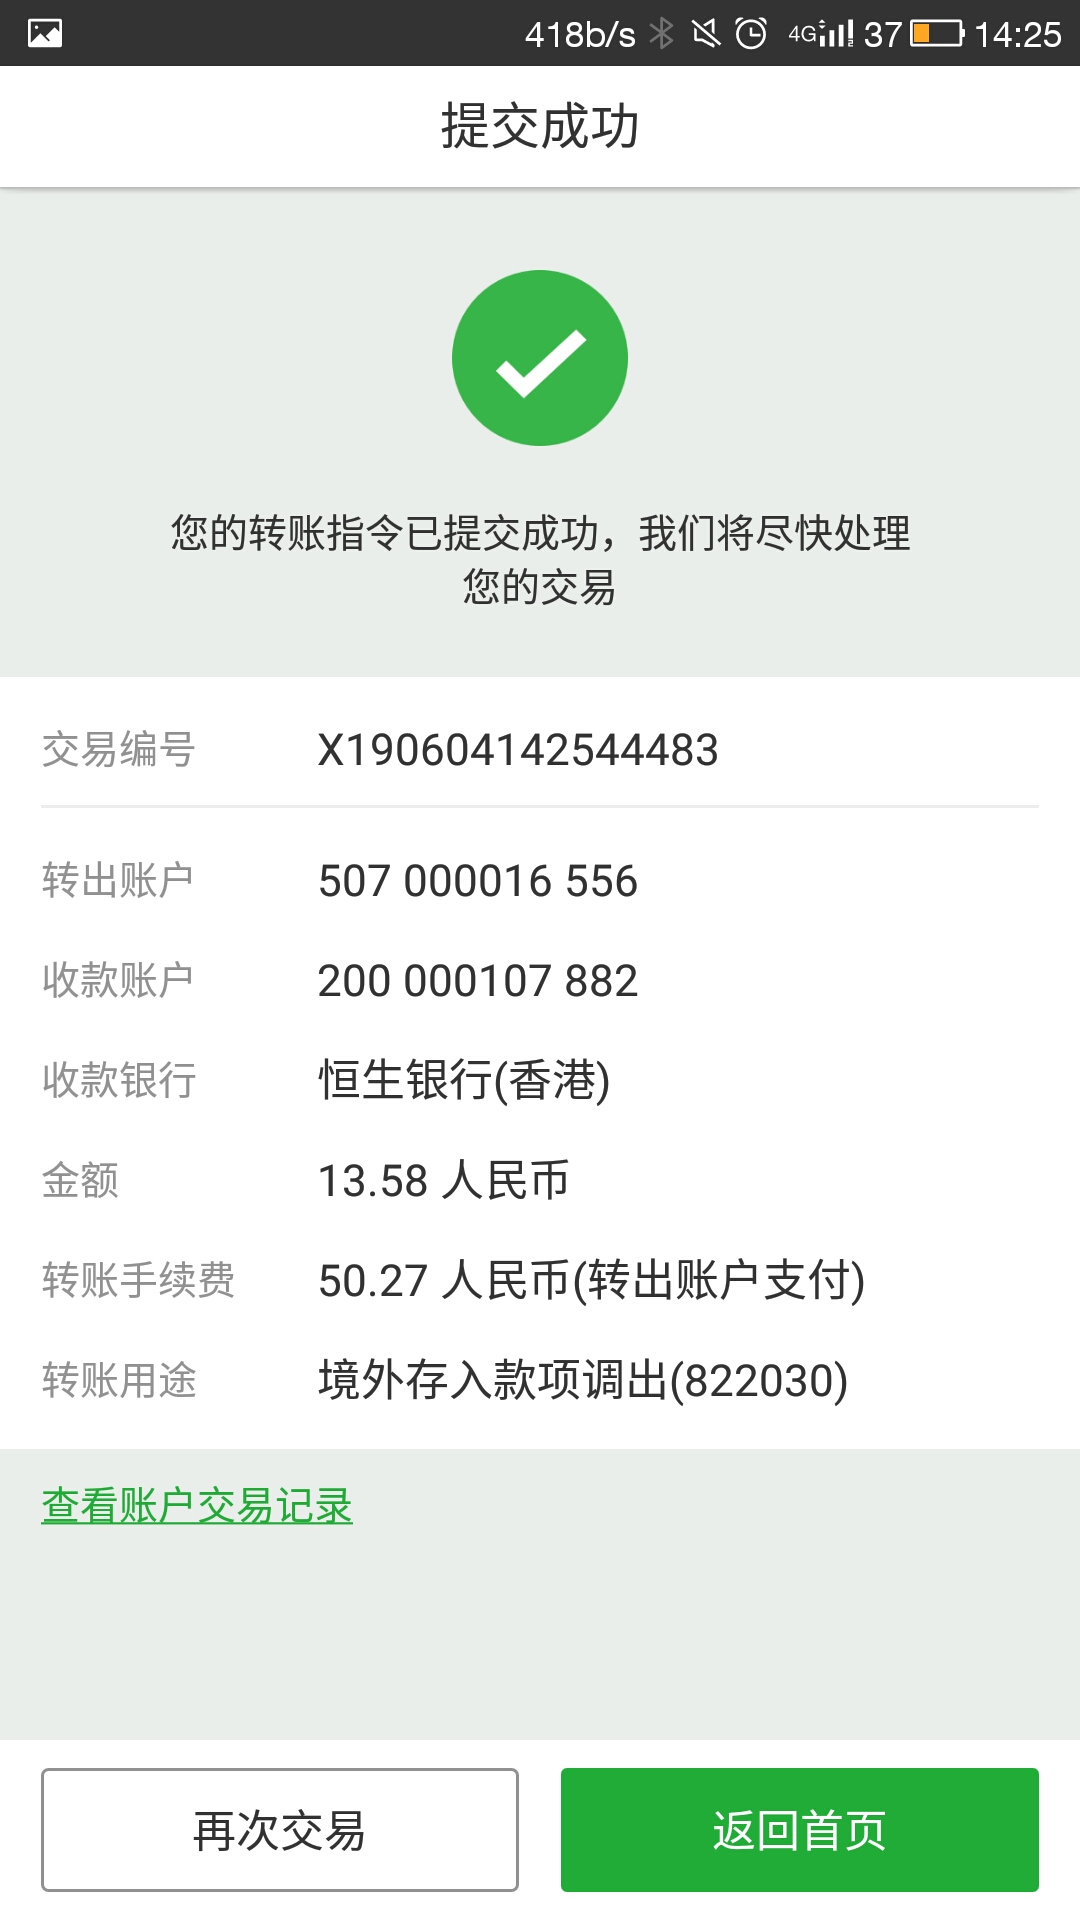 418b/s 4G 37 14:25
提交成功
您的转账指令已提交成功，我们将尽快处理
您的交易
交易编号 X190604142544483
转出账户 507 000016 556
收款账户 200 000107 882
收款银行 恒生银行(香港)
金额 13.58 人民币
转账手续费 50.27 人民币(转出账户支付)
转账用途 境外存入款项调出(822030)
查看账户交易记录
再次交易 返回首页